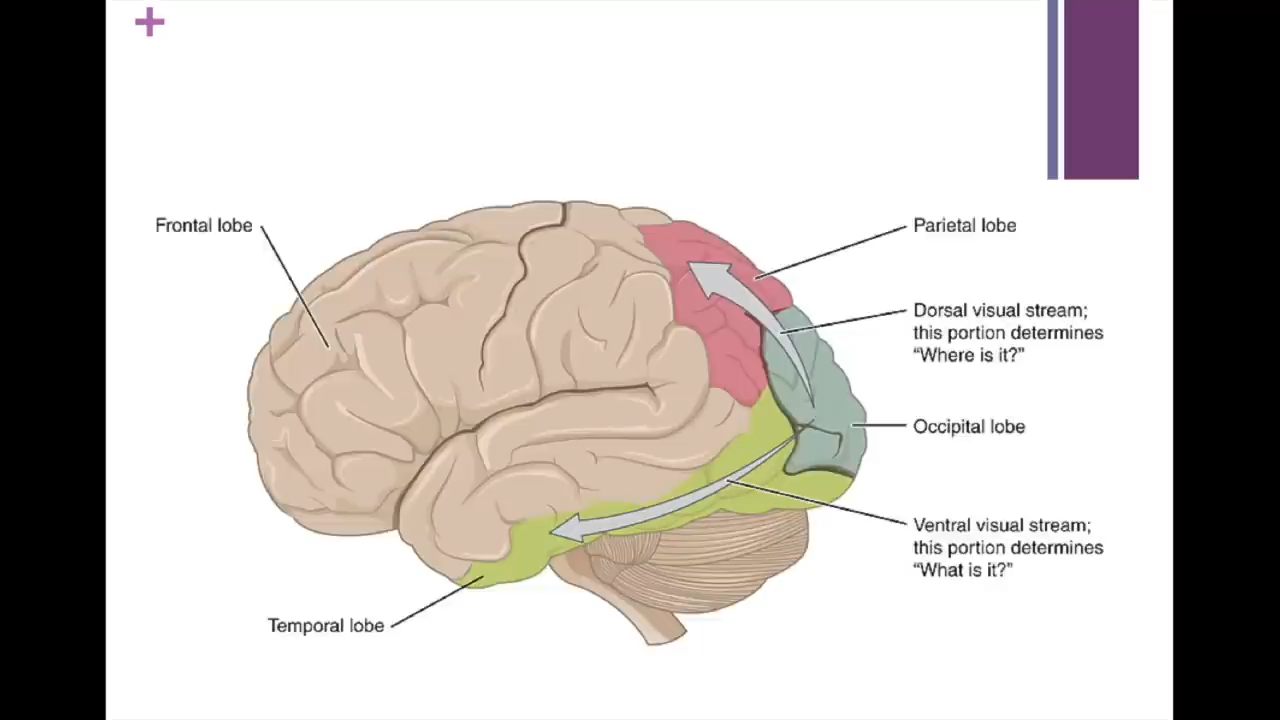 Frontal lobe
Parietal lobe
Dorsal visual stream;
this portion determines
“Where is it?”
Occipital lobe
Ventral visual stream;
this portion determines
“What is it?”
Temporal lobe